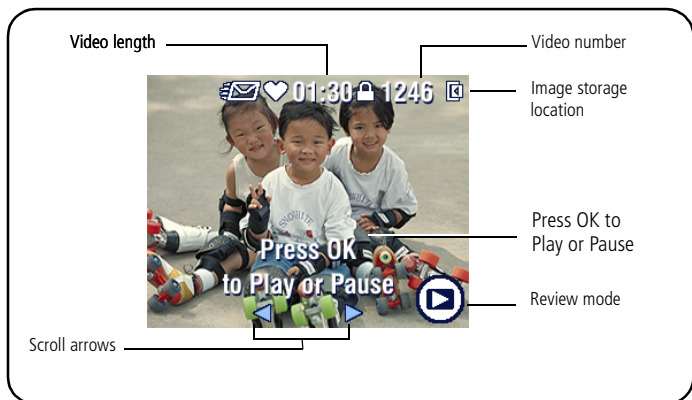 Video length
Video number
01:30 1246
Image storage
location
SNOWHITE
Press OK to
Play or Pause
Press OK
to Play or Pause
Review mode
Scroll arrows